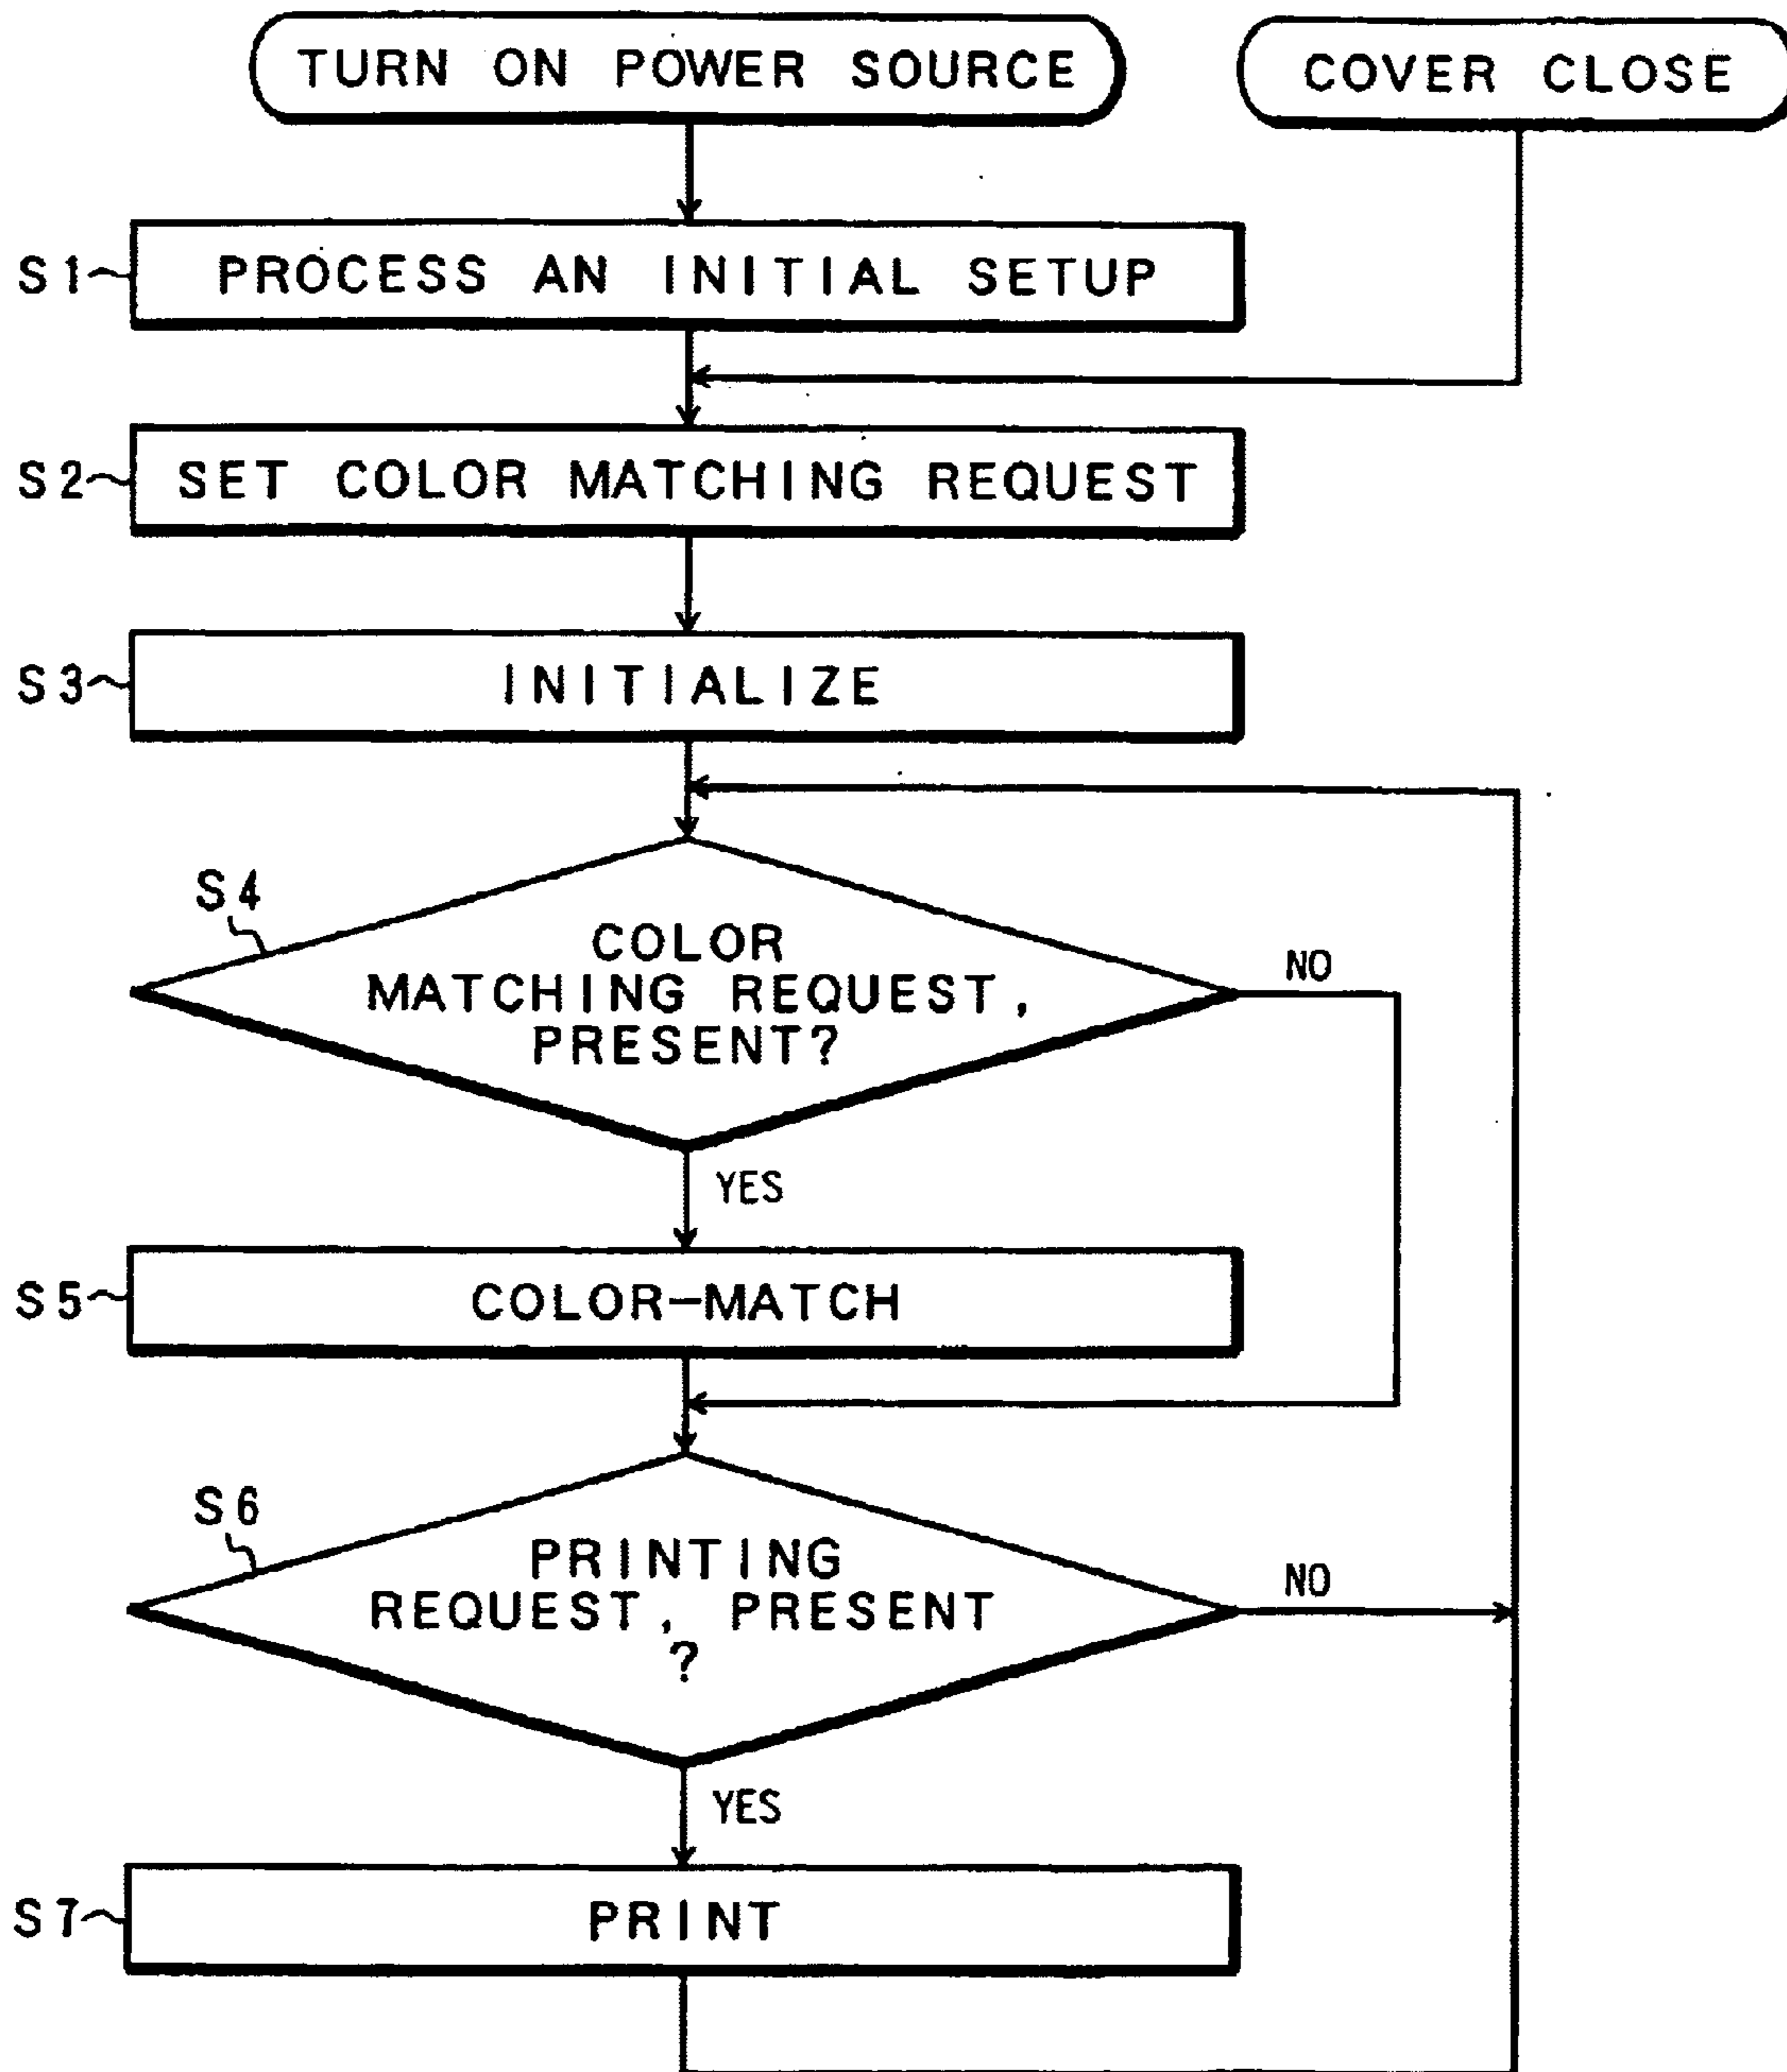 TURN ON POWER SOURCE
COVER CLOSE
S1
PROCESS AN INITIAL SETUP
S2
SET COLOR MATCHING REQUEST
S3
INITIALIZE
S4
COLOR
MATCHING REQUEST,
PRESENT?
NO
YES
S5
COLOR-MATCH
S6
PRINTING
REQUEST, PRESENT
?
NO
YES
S7
PRINT